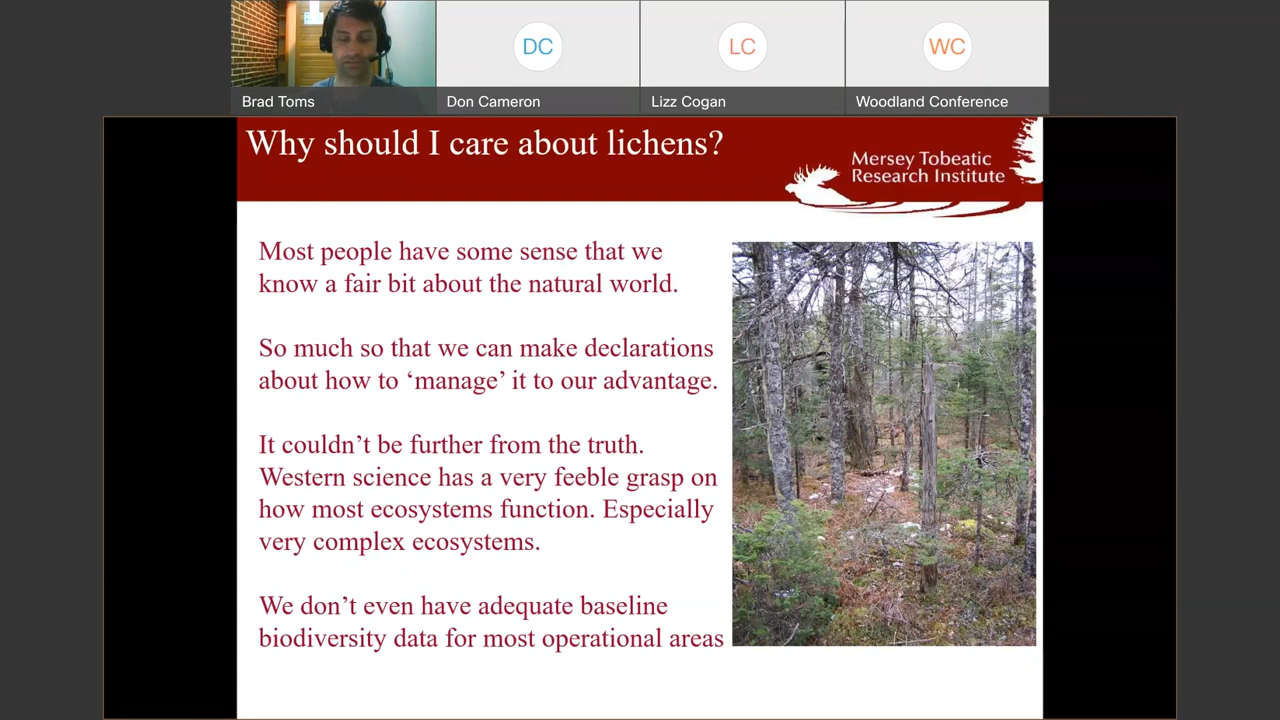 DC
LC
WC
Brad Toms
Don Cameron
Lizz Cogan
Woodland Conference
Why should I care about lichens?
Mersey Tobeatic
Research Institute
Most people have some sense that we
know a fair bit about the natural world.
So much so that we can make declarations
about how to ‘manage’ it to our advantage.
It couldn’t be further from the truth.
Western science has a very feeble grasp on
how most ecosystems function. Especially
very complex ecosystems.
We don’t even have adequate baseline
biodiversity data for most operational areas